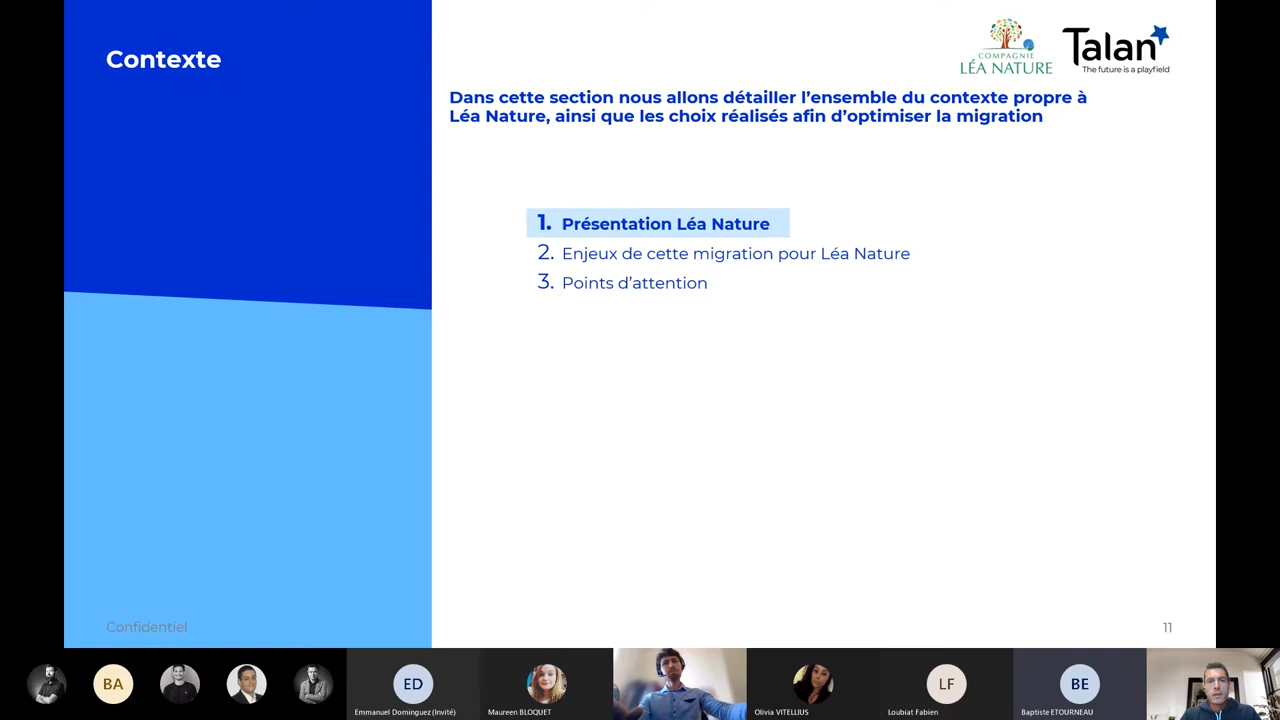 Contexte
COMPAGNIE
LÉA NATURE
Talan
The future is a playfield
Dans cette section nous allons détailler l’ensemble du contexte propre à
Léa Nature, ainsi que les choix réalisés afin d’optimiser la migration
1. Présentation Léa Nature
2. Enjeux de cette migration pour Léa Nature
3. Points d’attention
Confidentiel
11
BA
ED
LF
BE
Emmanuel Dominguez (Invité)
Maureen BLOQUET
Olivia VITELLIUS
Loubiat Fabien
Baptiste ETOURNEAU